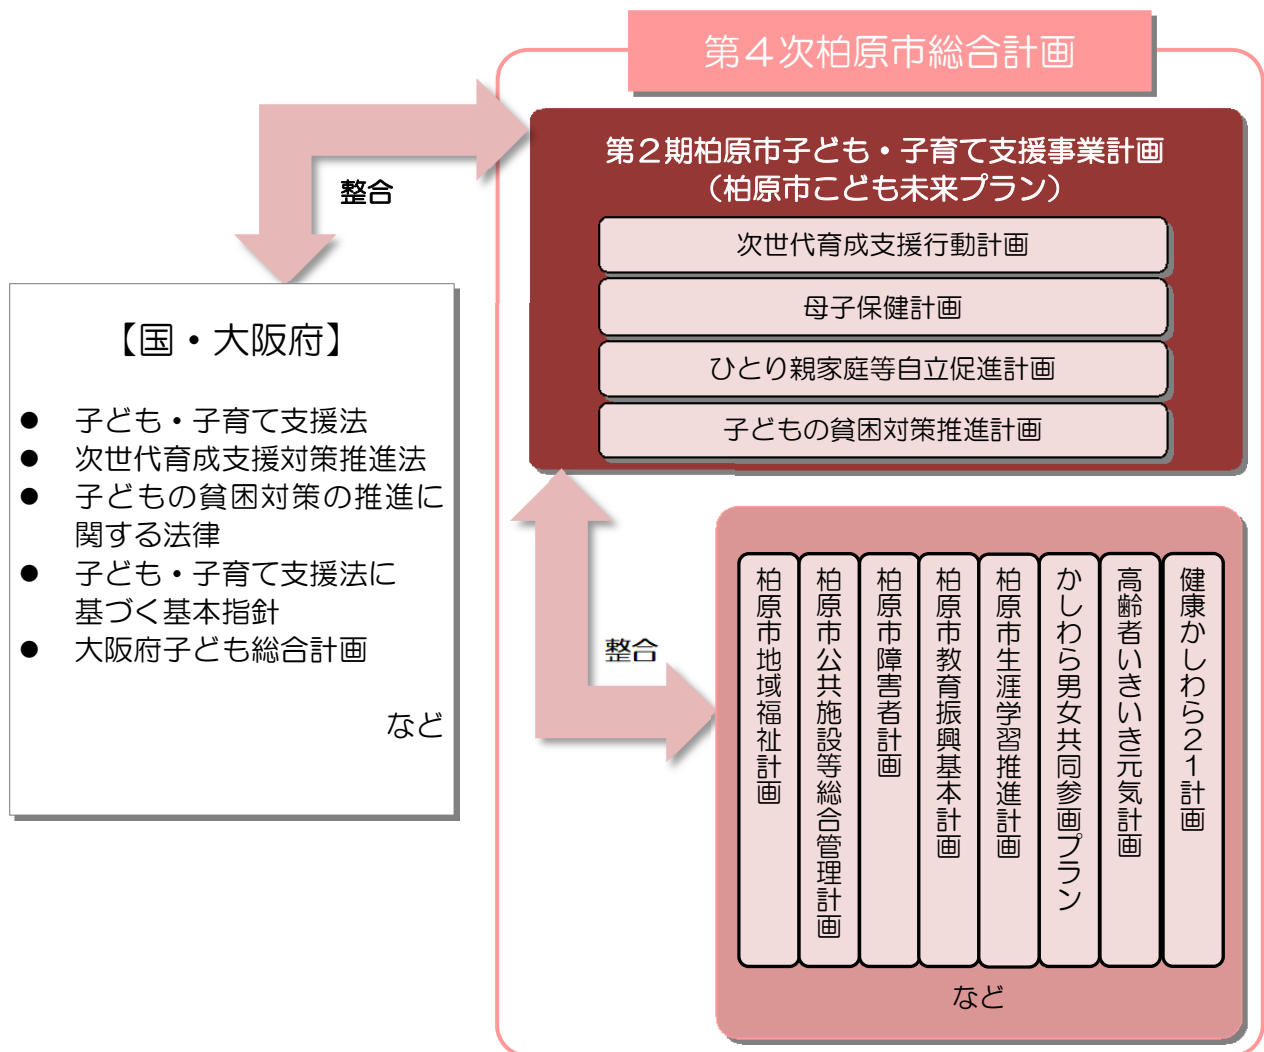 第４次柏原市総合計画
第２期柏原市子ども・子育て支援事業計画
（柏原市こども未来プラン）
次世代育成支援行動計画
母子保健計画
ひとり親家庭等自立促進計画
子どもの貧困対策推進計画
整合
【国・大阪府】
● 子ども・子育て支援法
● 次世代育成支援対策推進法
● 子どもの貧困対策の推進に
関する法律
● 子ども・子育て支援法に
基づく基本指針
● 大阪府子ども総合計画
など
整合
柏原市地域福祉計画
柏原市公共施設等総合管理計画
柏原市障害者計画
柏原市教育振興基本計画
柏原市生涯学習推進計画
かしわら男女共同参画プラン
高齢者いきいき元気計画
健康かしわら２１計画
など